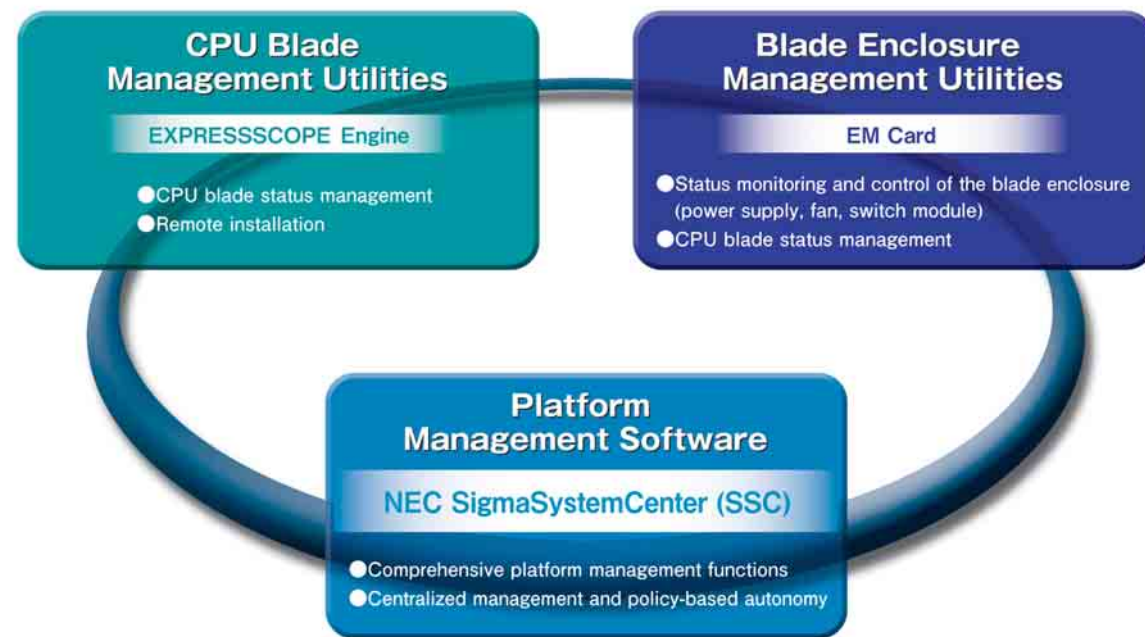 CPU Blade
Management Utilities
EXPRESSSCOPE Engine
●CPU blade status management
●Remote installation
Blade Enclosure
Management Utilities
EM Card
●Status monitoring and control of the blade enclosure
(power supply, fan, switch module)
●CPU blade status management
Platform
Management Software
NEC SigmaSystemCenter (SSC)
●Comprehensive platform management functions
●Centralized management and policy-based autonomy